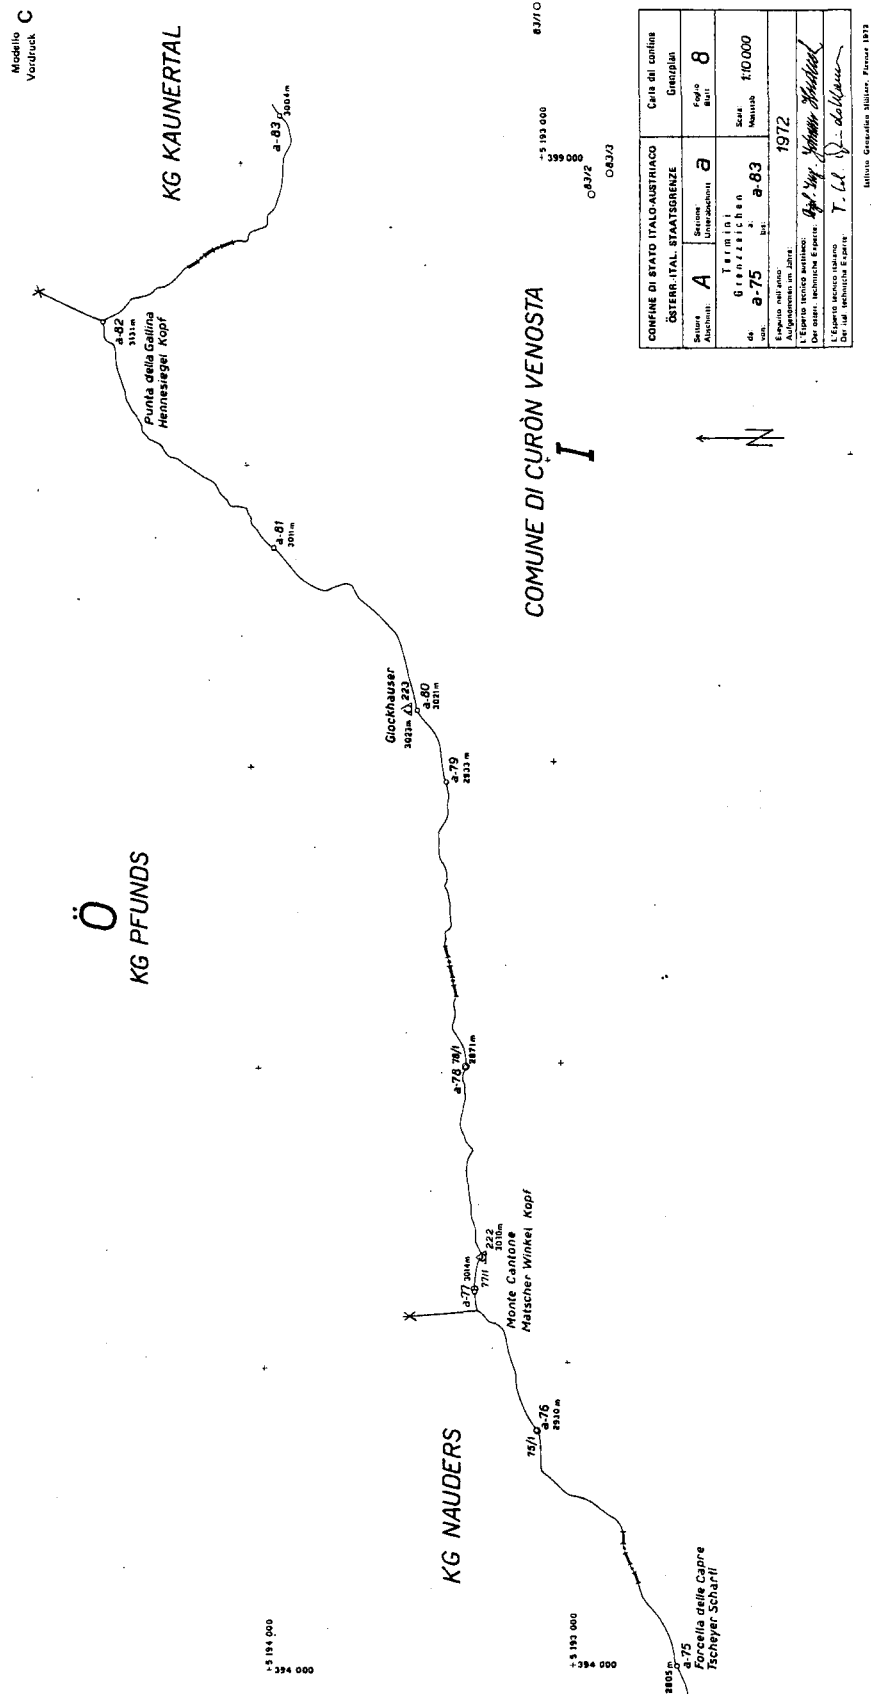 Modello
Vordruck C
KG KAUNERTAL
a-83
3004m
a-82
3131m
Punta della Gallina
Hennesiegel Kopf
a-81
3011m
Glockhauser
3023m 223
a-80
3021m
a-79
2933 m
Ö
KG PFUNDS
a-78 78/1
2871m
a-77 3014m
77/1 222
3030m
Monte Cantone
Matscher Winkel Kopf
75/1 a-76
2930 m
KG NAUDERS
+5 194 000
394 000
+5 193 000
394 000
2805m a-75
Forcella delle Capre
Tscheyer Schartl
83/1
+5 193 000
399 000
83/2
83/3
COMUNE DI CURÒN VENOSTA
I
N
CONFINE DI STATO ITALO-AUSTRIACO
ÖSTERR.-ITAL. STAATSGRENZE
Carta del confine
Grenzplan
Settore
Abschnitt: A
Sezione
Unterabschnitt a
Foglio
Blatt 8
Termini
Grenzzeichen
da
von: a-75
a:
bis: a-83
Scala:
Masstab 1:10 000
Eseguito nell'anno:
Aufgenommen im Jahre: 1972
L'Esperto tecnico austriaco:
Der österr. technische Experte:
L'Esperto tecnico italiano
Der ital. technische Experte:
Istituto Geografico Militare, Firenze 1973